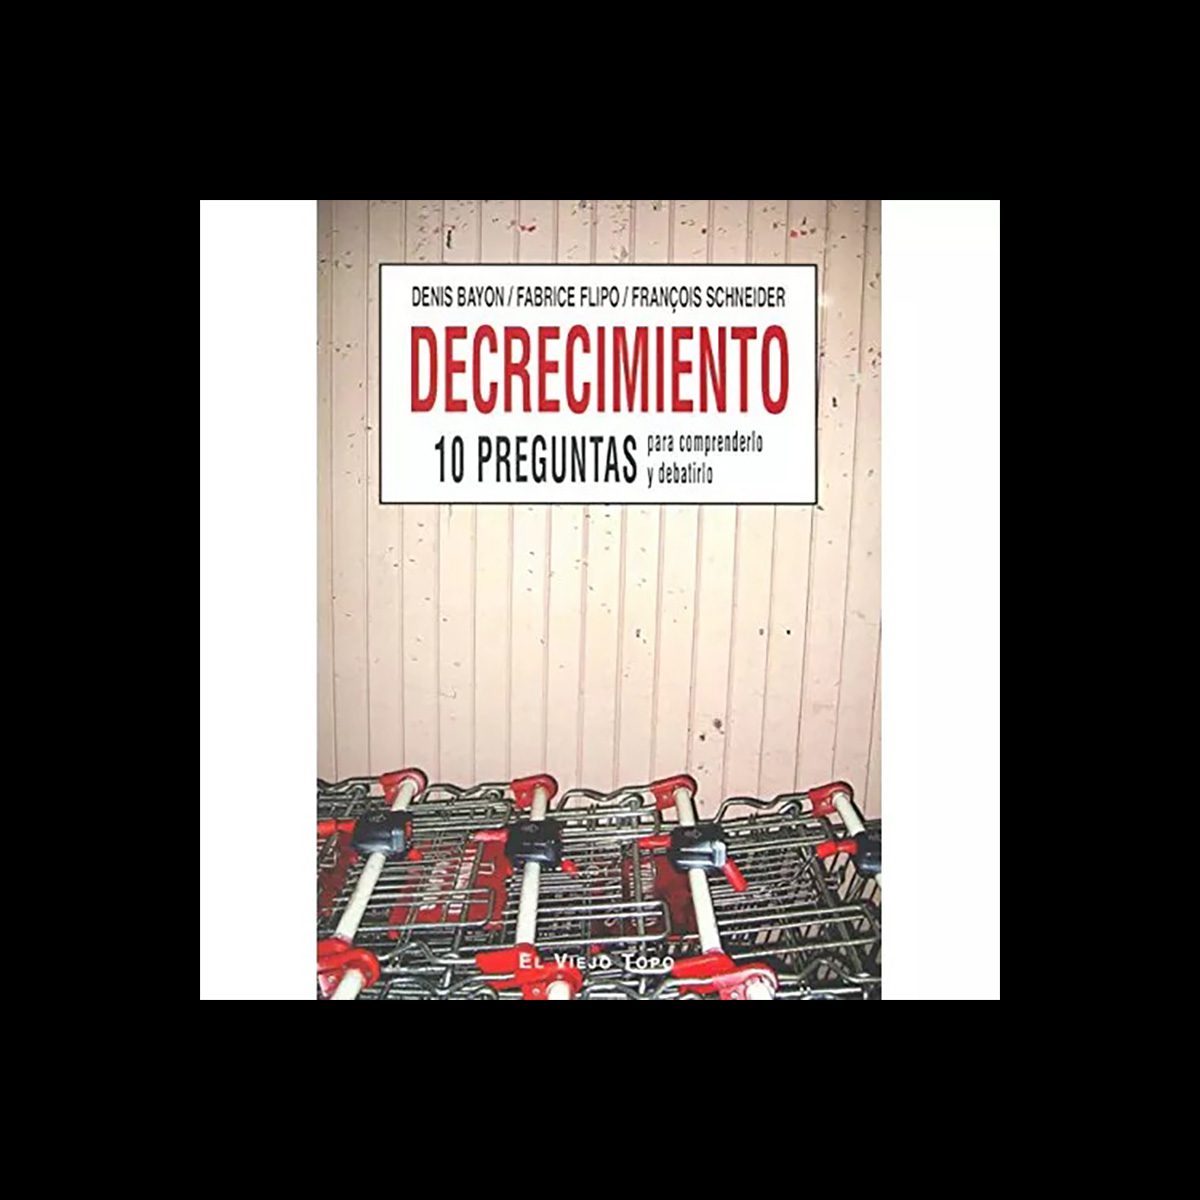 DENIS BAYON / FABRICE FLIPO / FRANÇOIS SCHNEIDER
DECRECIMIENTO
10 PREGUNTAS para comprenderlo
y debatirlo
EL VIEJO TOPO